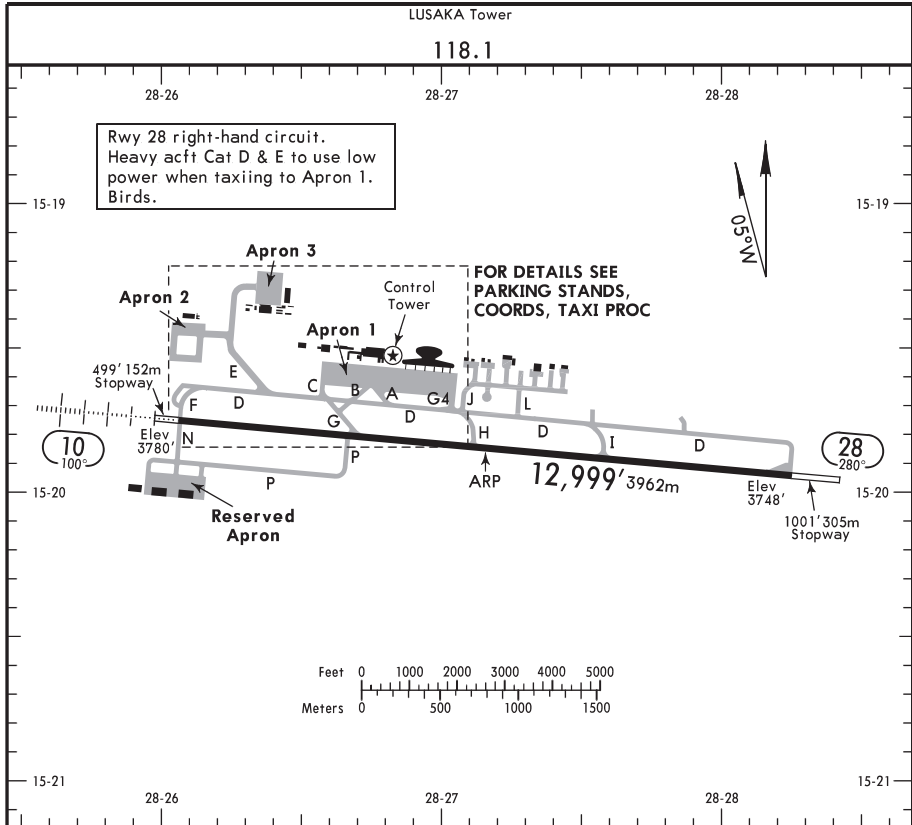 LUSAKA Tower
118.1
28-26
28-27
28-28
Rwy 28 right-hand circuit.
Heavy acft Cat D & E to use low
power when taxiing to Apron 1.
Birds.
15-19
15-19
05°W
Apron 3
FOR DETAILS SEE
PARKING STANDS,
COORDS, TAXI PROC
Control
Tower
Apron 2
Apron 1
499' 152m
Stopway
E
C
B
A
G4
J
L
F
D
D
G
H
D
I
D
N
P
10
100°
Elev
3780'
28
280°
12,999' 3962m
ARP
P
Elev
3748'
15-20
15-20
Reserved
Apron
1001' 305m
Stopway
Feet 0 1000 2000 3000 4000 5000
Meters 0 500 1000 1500
15-21
15-21
28-26
28-27
28-28